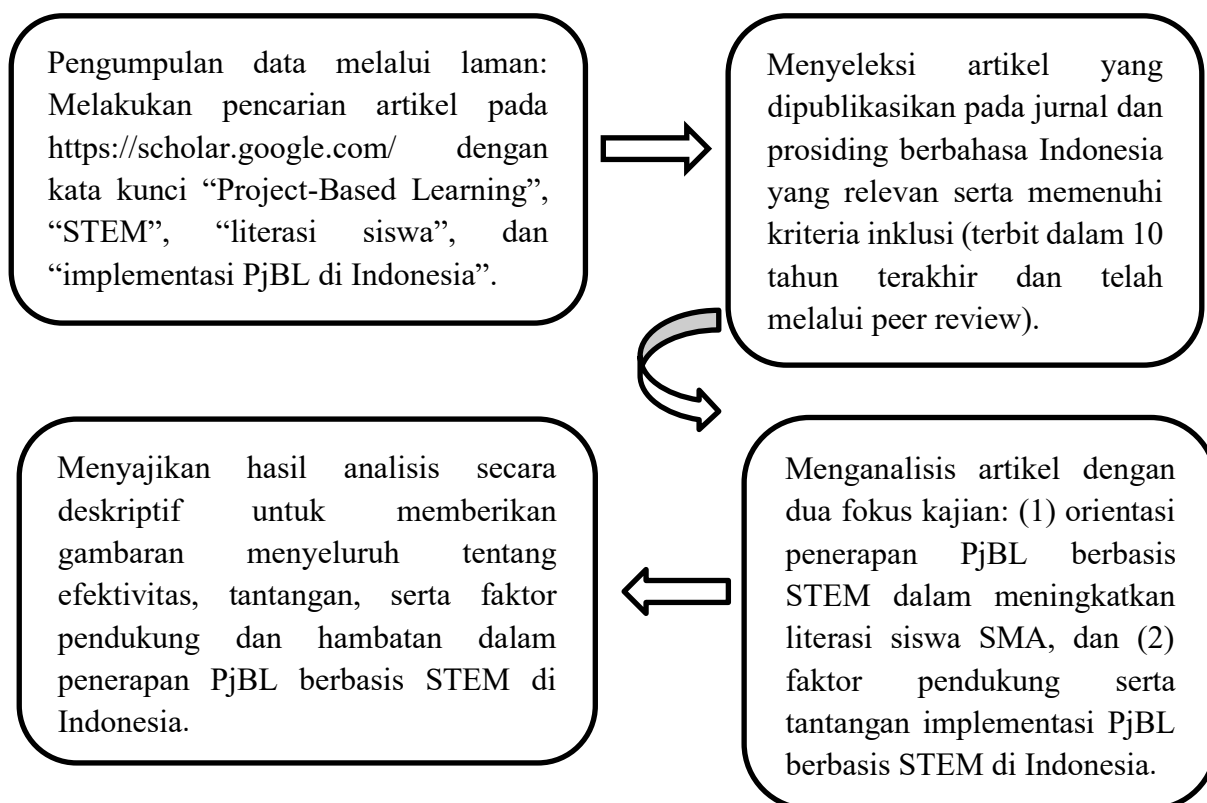 Pengumpulan data melalui laman:
Melakukan pencarian artikel pada
https://scholar.google.com/ dengan
kata kunci “Project-Based Learning”,
“STEM”, “literasi siswa”, dan
“implementasi PjBL di Indonesia”.
Menyeleksi artikel yang
dipublikasikan pada jurnal dan
prosiding berbahasa Indonesia
yang relevan serta memenuhi
kriteria inklusi (terbit dalam 10
tahun terakhir dan telah
melalui peer review).
Menganalisis artikel dengan
dua fokus kajian: (1) orientasi
penerapan PjBL berbasis
STEM dalam meningkatkan
literasi siswa SMA, dan (2)
faktor pendukung serta
tantangan implementasi PjBL
berbasis STEM di Indonesia.
Menyajikan hasil analisis secara
deskriptif untuk memberikan
gambaran menyeluruh tentang
efektivitas, tantangan, serta faktor
pendukung dan hambatan dalam
penerapan PjBL berbasis STEM di
Indonesia.